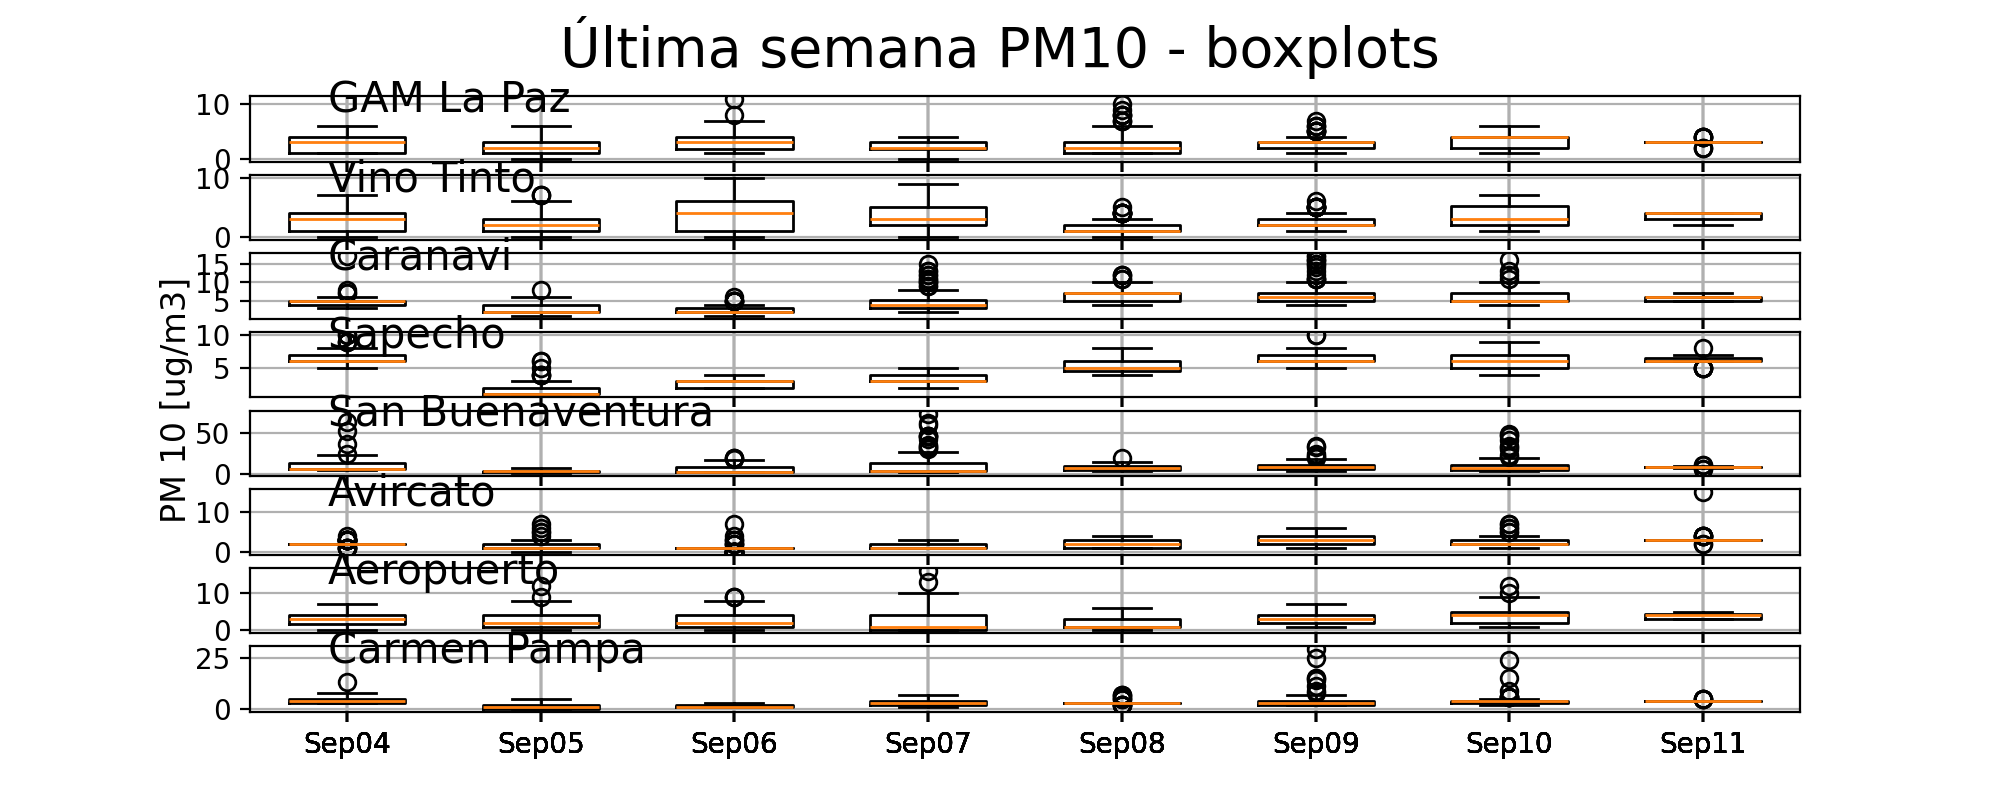 Última semana PM10 - boxplots
GAM La Paz
10
0
Vino Tinto
10
0
Caranavi
15
10
5
Sapecho
10
5
San Buenaventura
50
0
Avircato
10
0
Aeropuerto
10
0
Carmen Pampa
25
0
PM 10 [ug/m3]
Sep04 Sep05 Sep06 Sep07 Sep08 Sep09 Sep10 Sep11